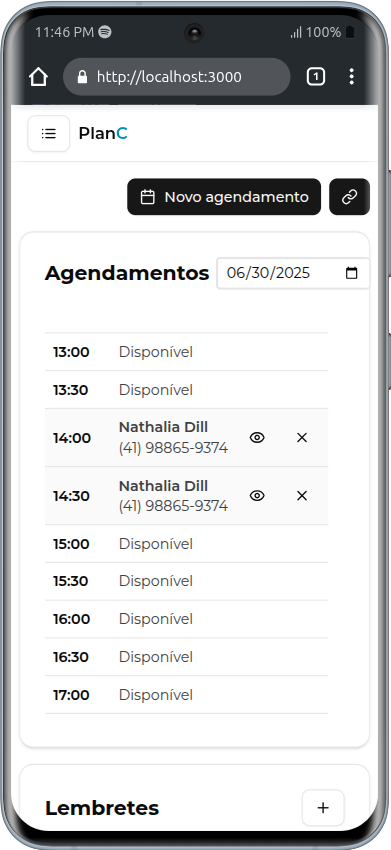 11:46 PM 100%
http://localhost:3000 1
PlanC
Novo agendamento
Agendamentos 06/30/2025
13:00 Disponível
13:30 Disponível
14:00 Nathalia Dill
(41) 98865-9374
14:30 Nathalia Dill
(41) 98865-9374
15:00 Disponível
15:30 Disponível
16:00 Disponível
16:30 Disponível
17:00 Disponível
Lembretes +